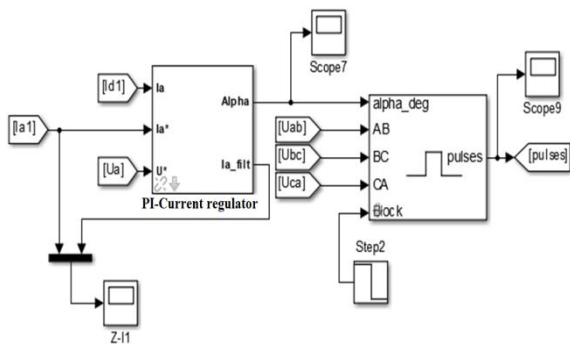 Scope7
Scope9
[Id1]
Ia
Alpha
alpha_deg
[Ia1]
Ia*
[Uab]
AB
[Ubc]
BC
pulses
[pulses]
[Ua]
U*
Ia_filt
[Uca]
CA
PI-Current regulator
Block
Step2
Z-I1